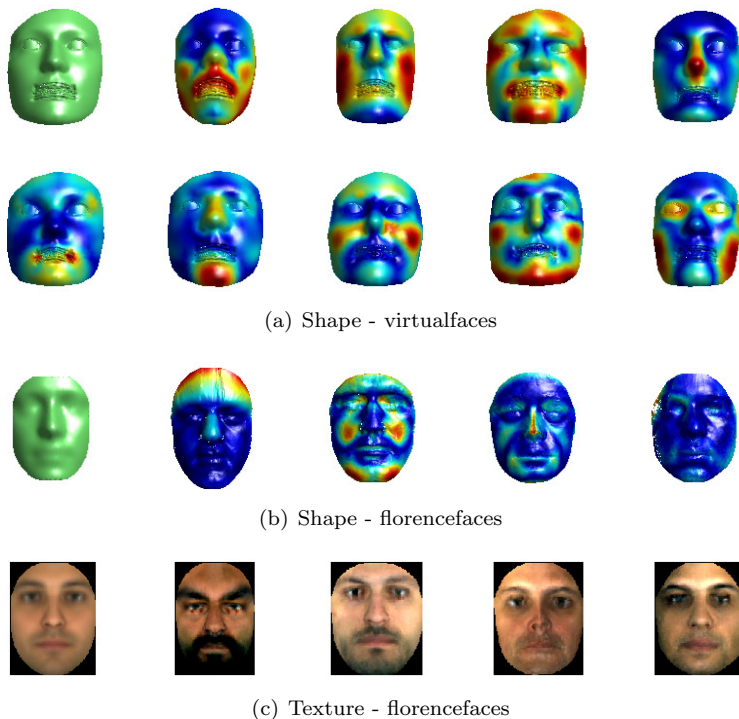 (a) Shape - virtualfaces
(b) Shape - florencefaces
(c) Texture - florencefaces